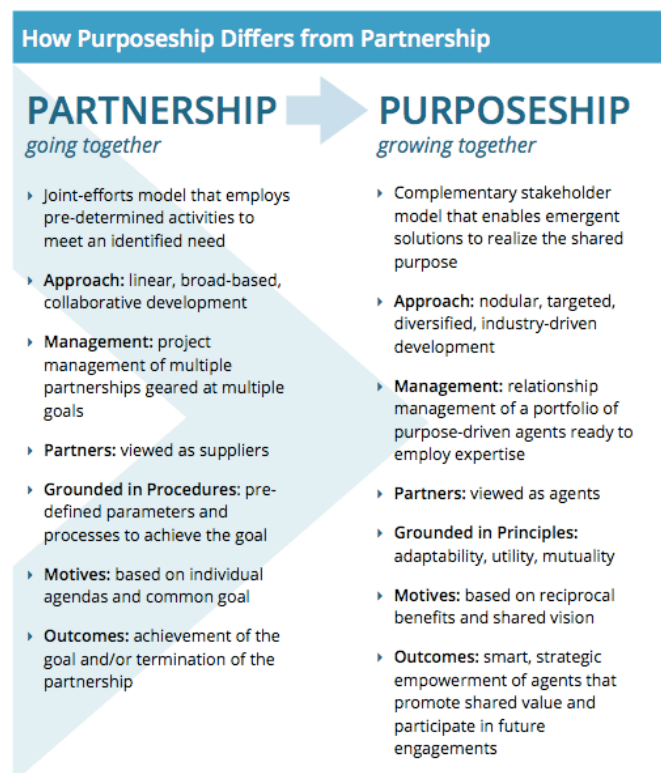 How Purposeship Differs from Partnership
PARTNERSHIP
going together
‣ Joint-efforts model that employs
pre-determined activities to
meet an identified need
‣ Approach: linear, broad-based,
collaborative development
‣ Management: project
management of multiple
partnerships geared at multiple
goals
‣ Partners: viewed as suppliers
‣ Grounded in Procedures: pre-
defined parameters and
processes to achieve the goal
‣ Motives: based on individual
agendas and common goal
‣ Outcomes: achievement of the
goal and/or termination of the
partnership
PURPOSESHIP
growing together
‣ Complementary stakeholder
model that enables emergent
solutions to realize the shared
purpose
‣ Approach: nodular, targeted,
diversified, industry-driven
development
‣ Management: relationship
management of a portfolio of
purpose-driven agents ready to
employ expertise
‣ Partners: viewed as agents
‣ Grounded in Principles:
adaptability, utility, mutuality
‣ Motives: based on reciprocal
benefits and shared vision
‣ Outcomes: smart, strategic
empowerment of agents that
promote shared value and
participate in future
engagements